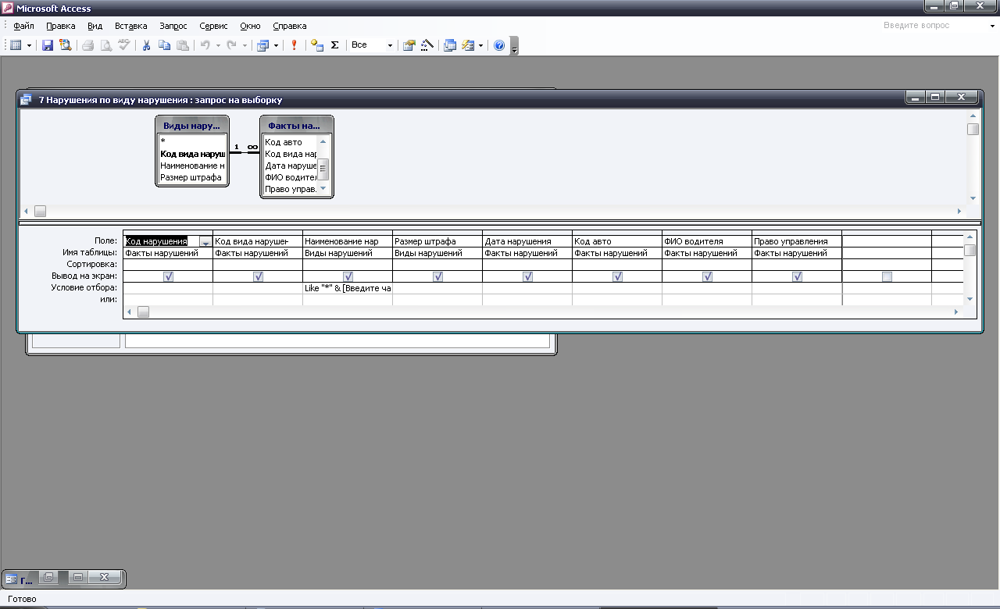 Microsoft Access
Файл Правка Вид Вставка Запрос Сервис Окно Справка Введите вопрос
Все
7 Нарушения по виду нарушения : запрос на выборку
Виды нару... Факты на...
*
Код вида наруш
Наименование н
Размер штрафа
1 ∞
Код авто
Код вида нар
Дата наруше
ФИО водител
Право управ.
Поле: Код нарушения Код вида нарушен Наименование нар Размер штрафа Дата нарушения Код авто ФИО водителя Право управления
Имя таблицы: Факты нарушений Факты нарушений Виды нарушений Виды нарушений Факты нарушений Факты нарушений Факты нарушений Факты нарушений
Сортировка:
Вывод на экран:
Условие отбора: Like "*" & [Введите ча
или:
Г...
Готово